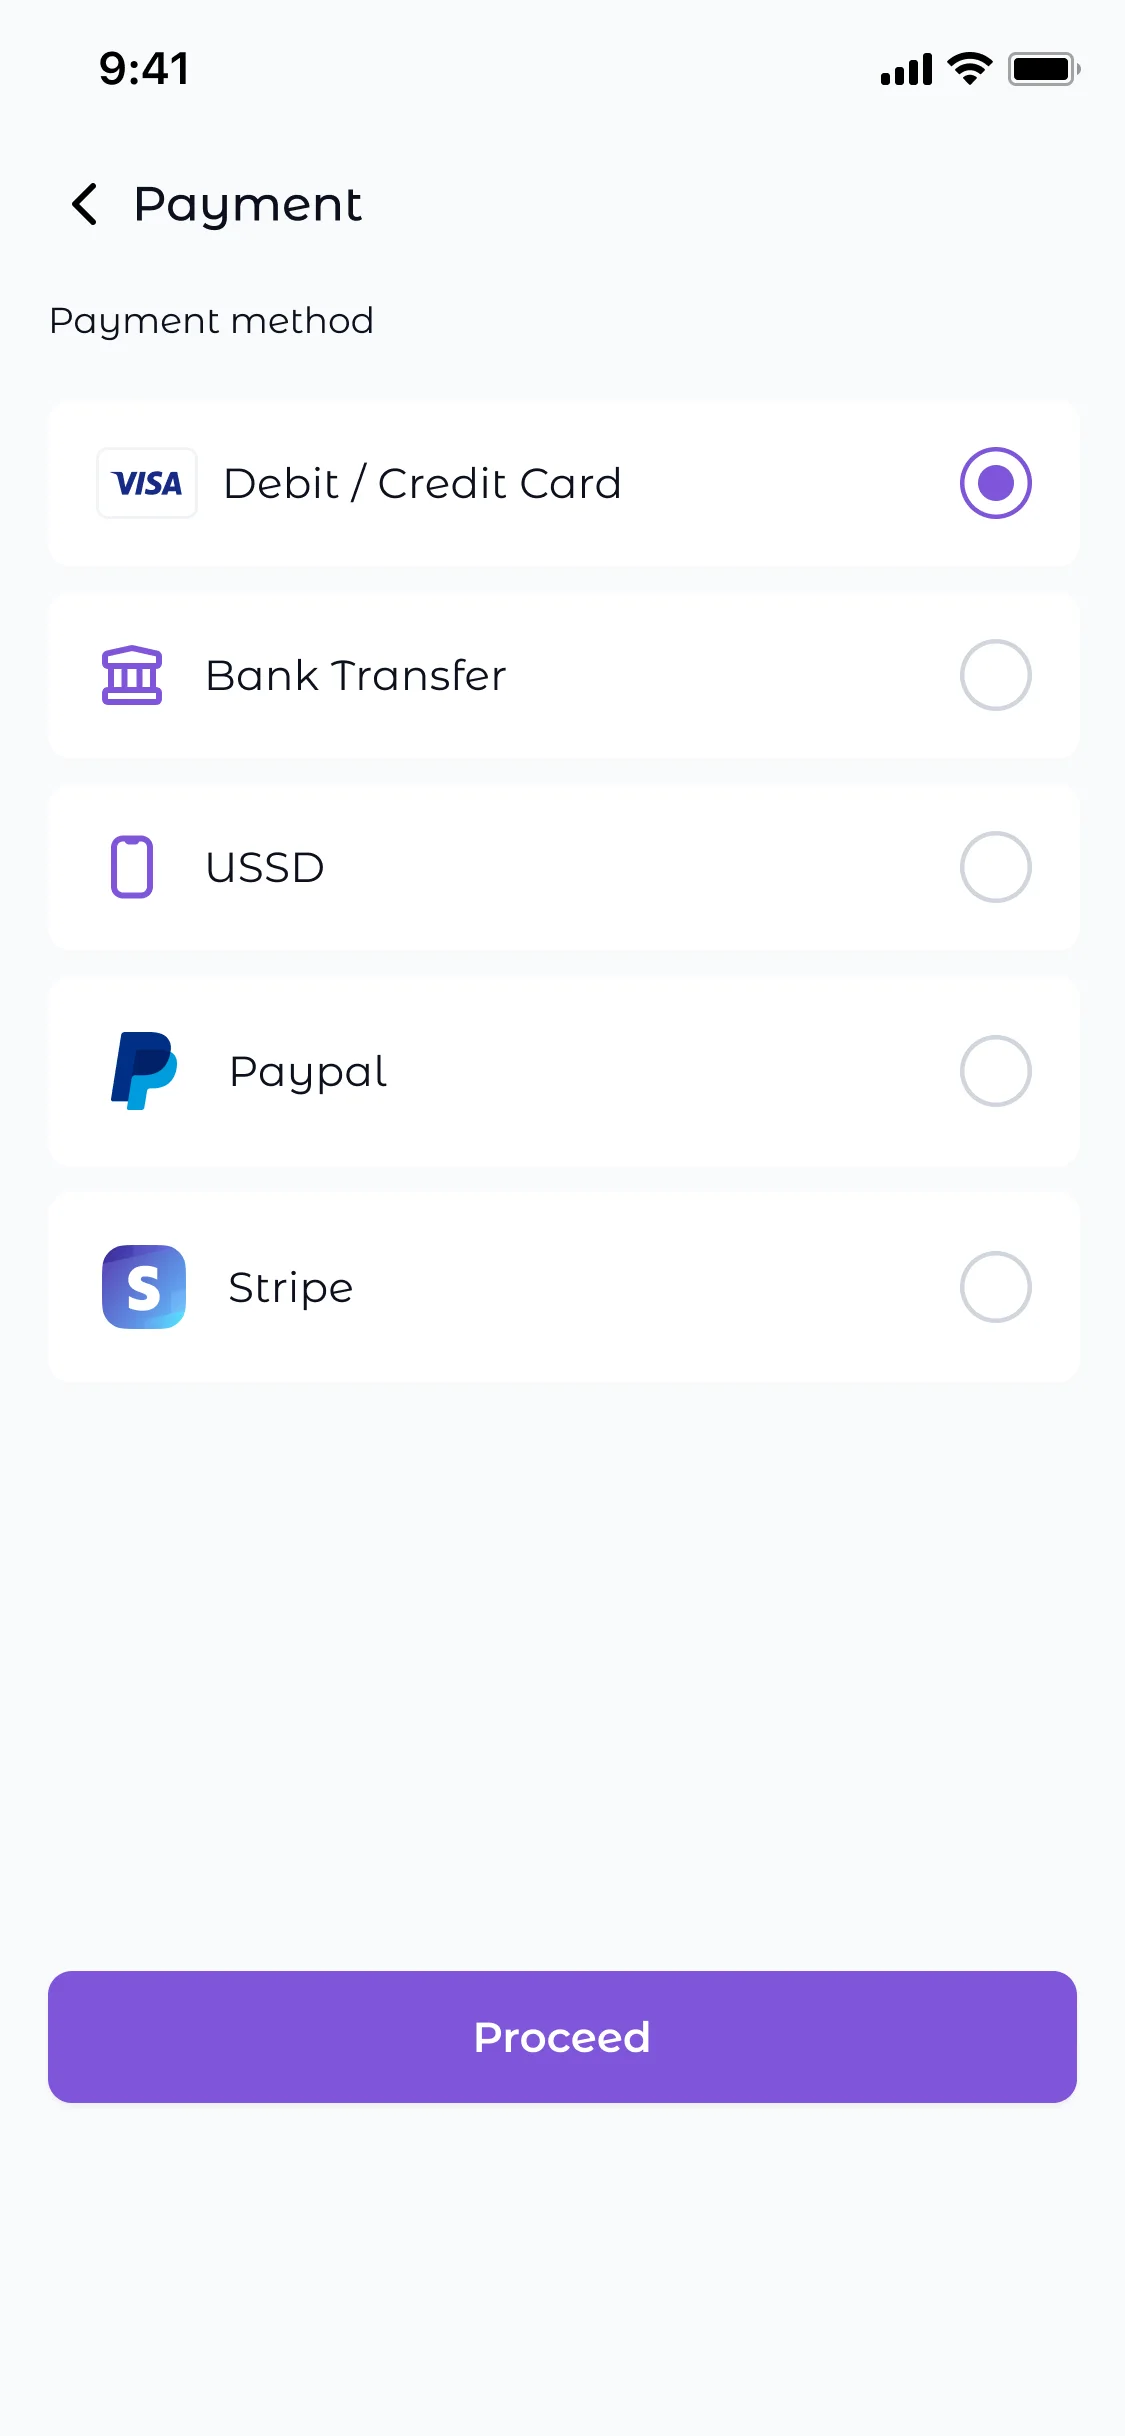 9:41
Payment
Payment method
VISA Debit / Credit Card
Bank Transfer
USSD
Paypal
S Stripe
Proceed